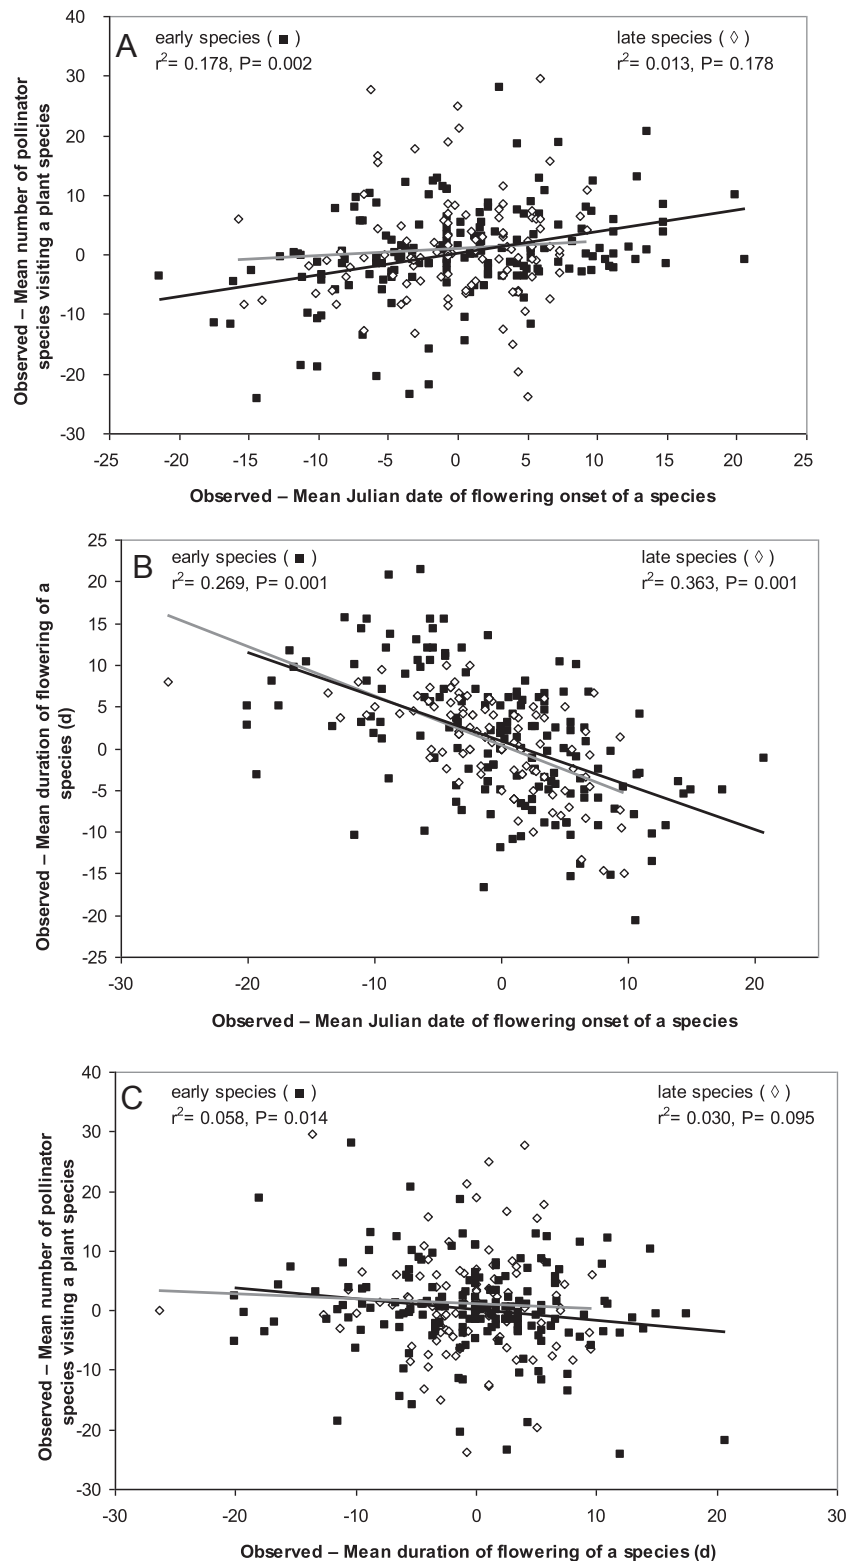 A
early species ( ■ )
r²= 0.178, P= 0.002
late species ( ◇ )
r²= 0.013, P= 0.178
Observed – Mean number of pollinator
species visiting a plant species
40
30
20
10
0
-10
-20
-30
-25 -20 -15 -10 -5 0 5 10 15 20 25
Observed – Mean Julian date of flowering onset of a species
B
early species ( ■ )
r²= 0.269, P= 0.001
late species ( ◇ )
r²= 0.363, P= 0.001
Observed – Mean duration of flowering of a
species (d)
25
20
15
10
5
0
-5
-10
-15
-20
-25
-30 -20 -10 0 10 20
Observed – Mean Julian date of flowering onset of a species
C
early species ( ■ )
r²= 0.058, P= 0.014
late species ( ◇ )
r²= 0.030, P= 0.095
Observed – Mean number of pollinator
species visiting a plant species
40
30
20
10
0
-10
-20
-30
-30 -20 -10 0 10 20 30
Observed – Mean duration of flowering of a species (d)